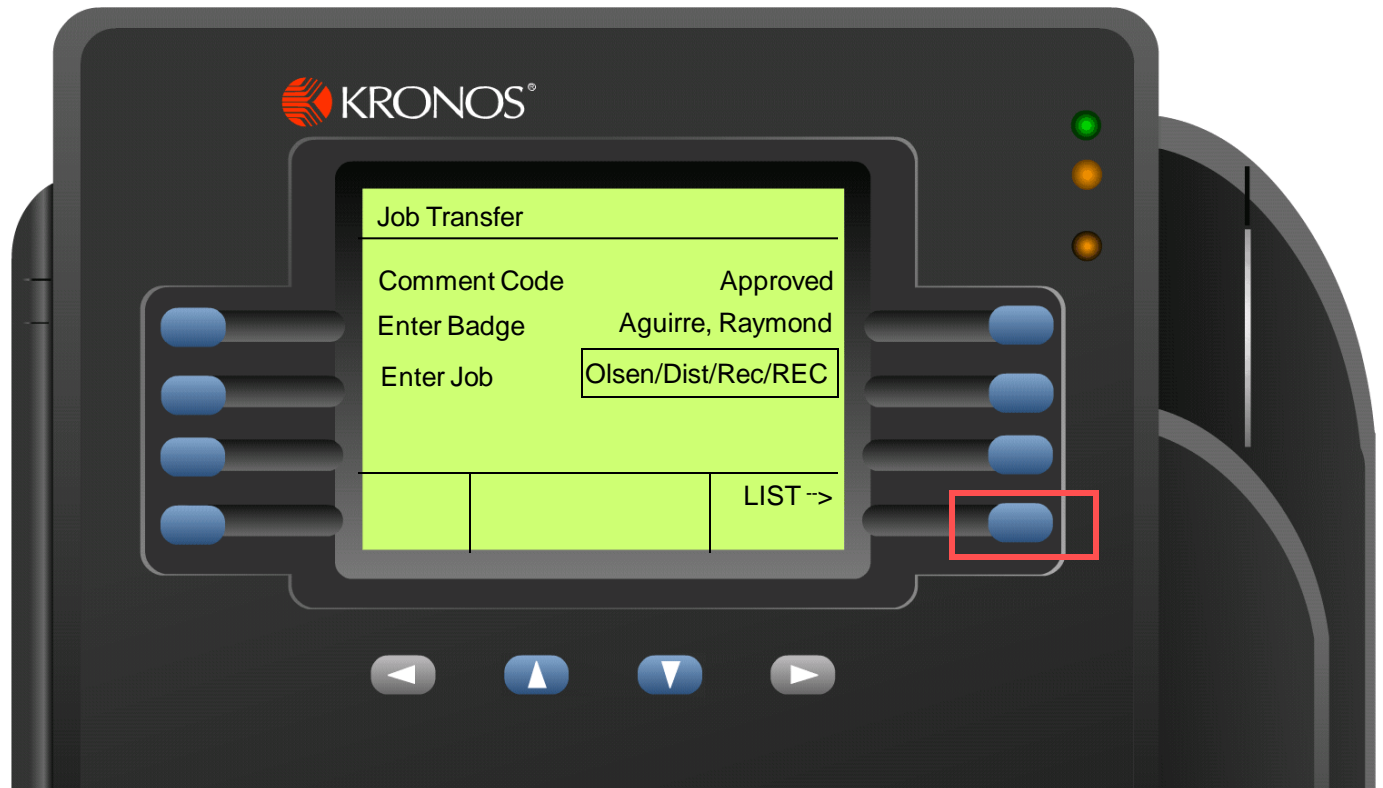 KRONOS®
Job Transfer
Comment Code Approved
Enter Badge Aguirre, Raymond
Enter Job Olsen/Dist/Rec/REC
LIST -->